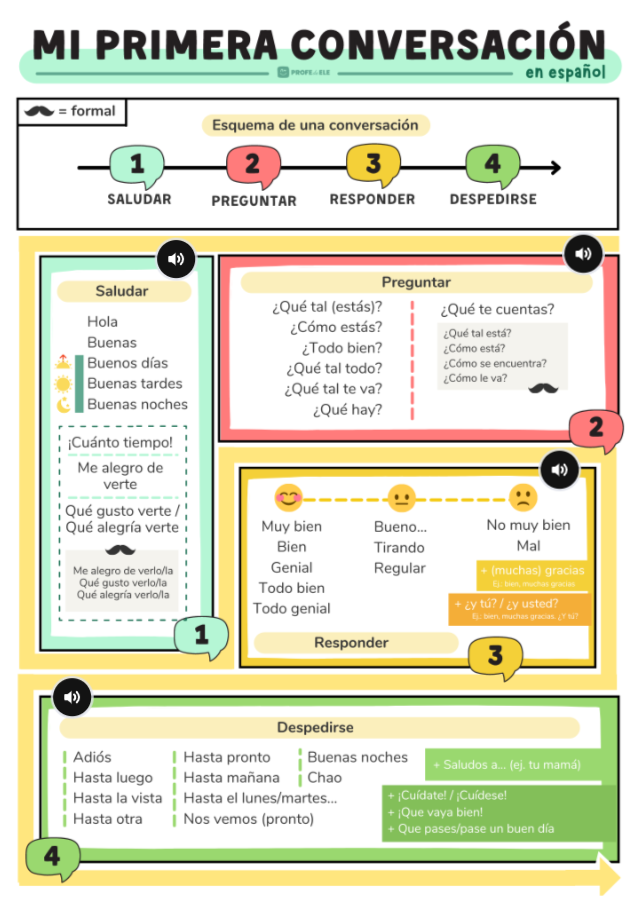 MI PRIMERA CONVERSACIÓN
PROFEDEELE
en español
= formal
Esquema de una conversación
1
2
3
4
SALUDAR
PREGUNTAR
RESPONDER
DESPEDIRSE
Saludar
Hola
Buenas
Buenos días
Buenas tardes
Buenas noches
¡Cuánto tiempo!
Me alegro de
verte
Qué gusto verte /
Qué alegría verte
Me alegro de verlo/la
Qué gusto verlo/la
Qué alegría verlo/la
1
Preguntar
¿Qué tal (estás)?
¿Cómo estás?
¿Todo bien?
¿Qué tal todo?
¿Qué tal te va?
¿Qué hay?
¿Qué te cuentas?
¿Qué tal está?
¿Cómo está?
¿Cómo se encuentra?
¿Cómo le va?
2
Muy bien
Bien
Genial
Todo bien
Todo genial
Bueno...
Tirando
Regular
No muy bien
Mal
+ (muchas) gracias
Ej.: bien, muchas gracias
+ ¿y tú? / ¿y usted?
Ej.: bien, muchas gracias. ¿Y tú?
Responder
3
Despedirse
Adiós
Hasta luego
Hasta la vista
Hasta otra
Hasta pronto
Hasta mañana
Hasta el lunes/martes...
Nos vemos (pronto)
Buenas noches
Chao
+ Saludos a... (ej. tu mamá)
+ ¡Cuídate! / ¡Cuídese!
+ ¡Que vaya bien!
+ Que pases/pase un buen día
4